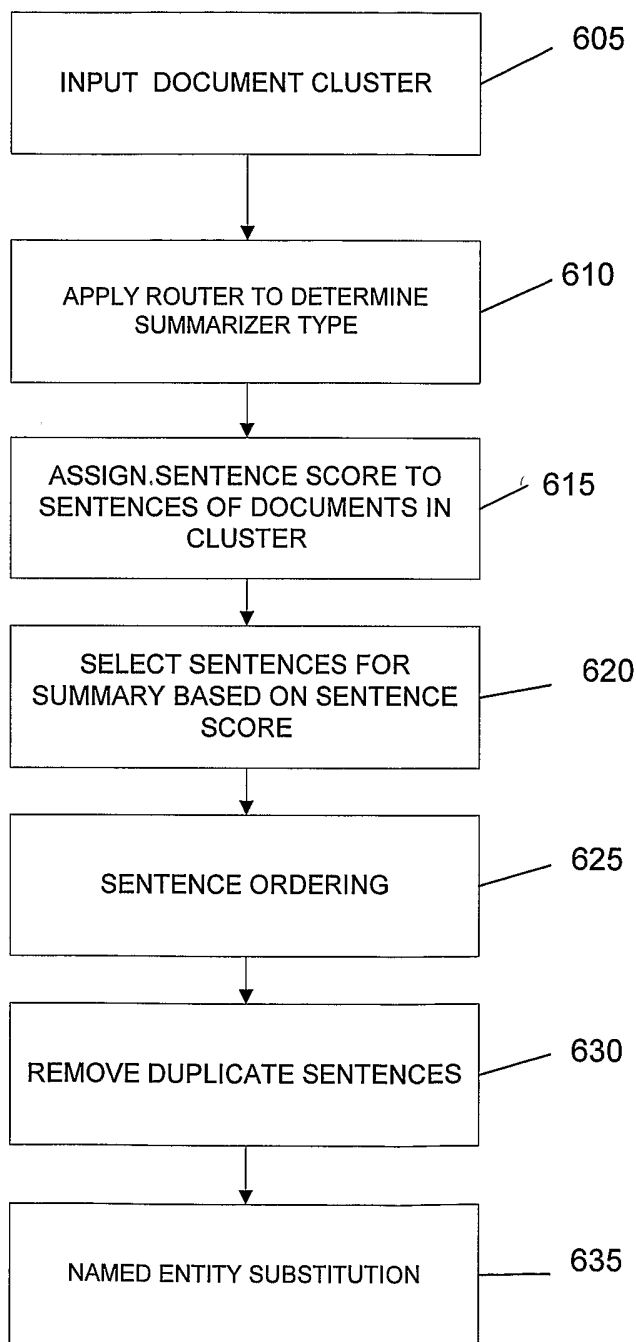 605
INPUT DOCUMENT CLUSTER
610
APPLY ROUTER TO DETERMINE
SUMMARIZER TYPE
615
ASSIGN.SENTENCE SCORE TO
SENTENCES OF DOCUMENTS IN
CLUSTER
620
SELECT SENTENCES FOR
SUMMARY BASED ON SENTENCE
SCORE
625
SENTENCE ORDERING
630
REMOVE DUPLICATE SENTENCES
635
NAMED ENTITY SUBSTITUTION